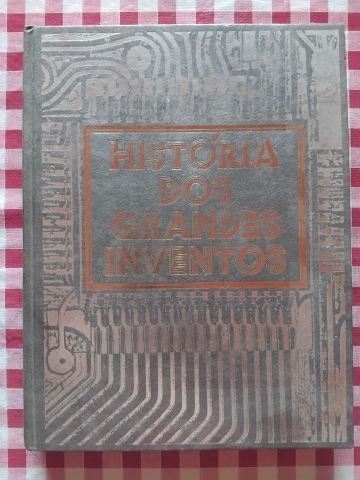 HISTÓRIA
DOS
GRANDES
INVENTOS